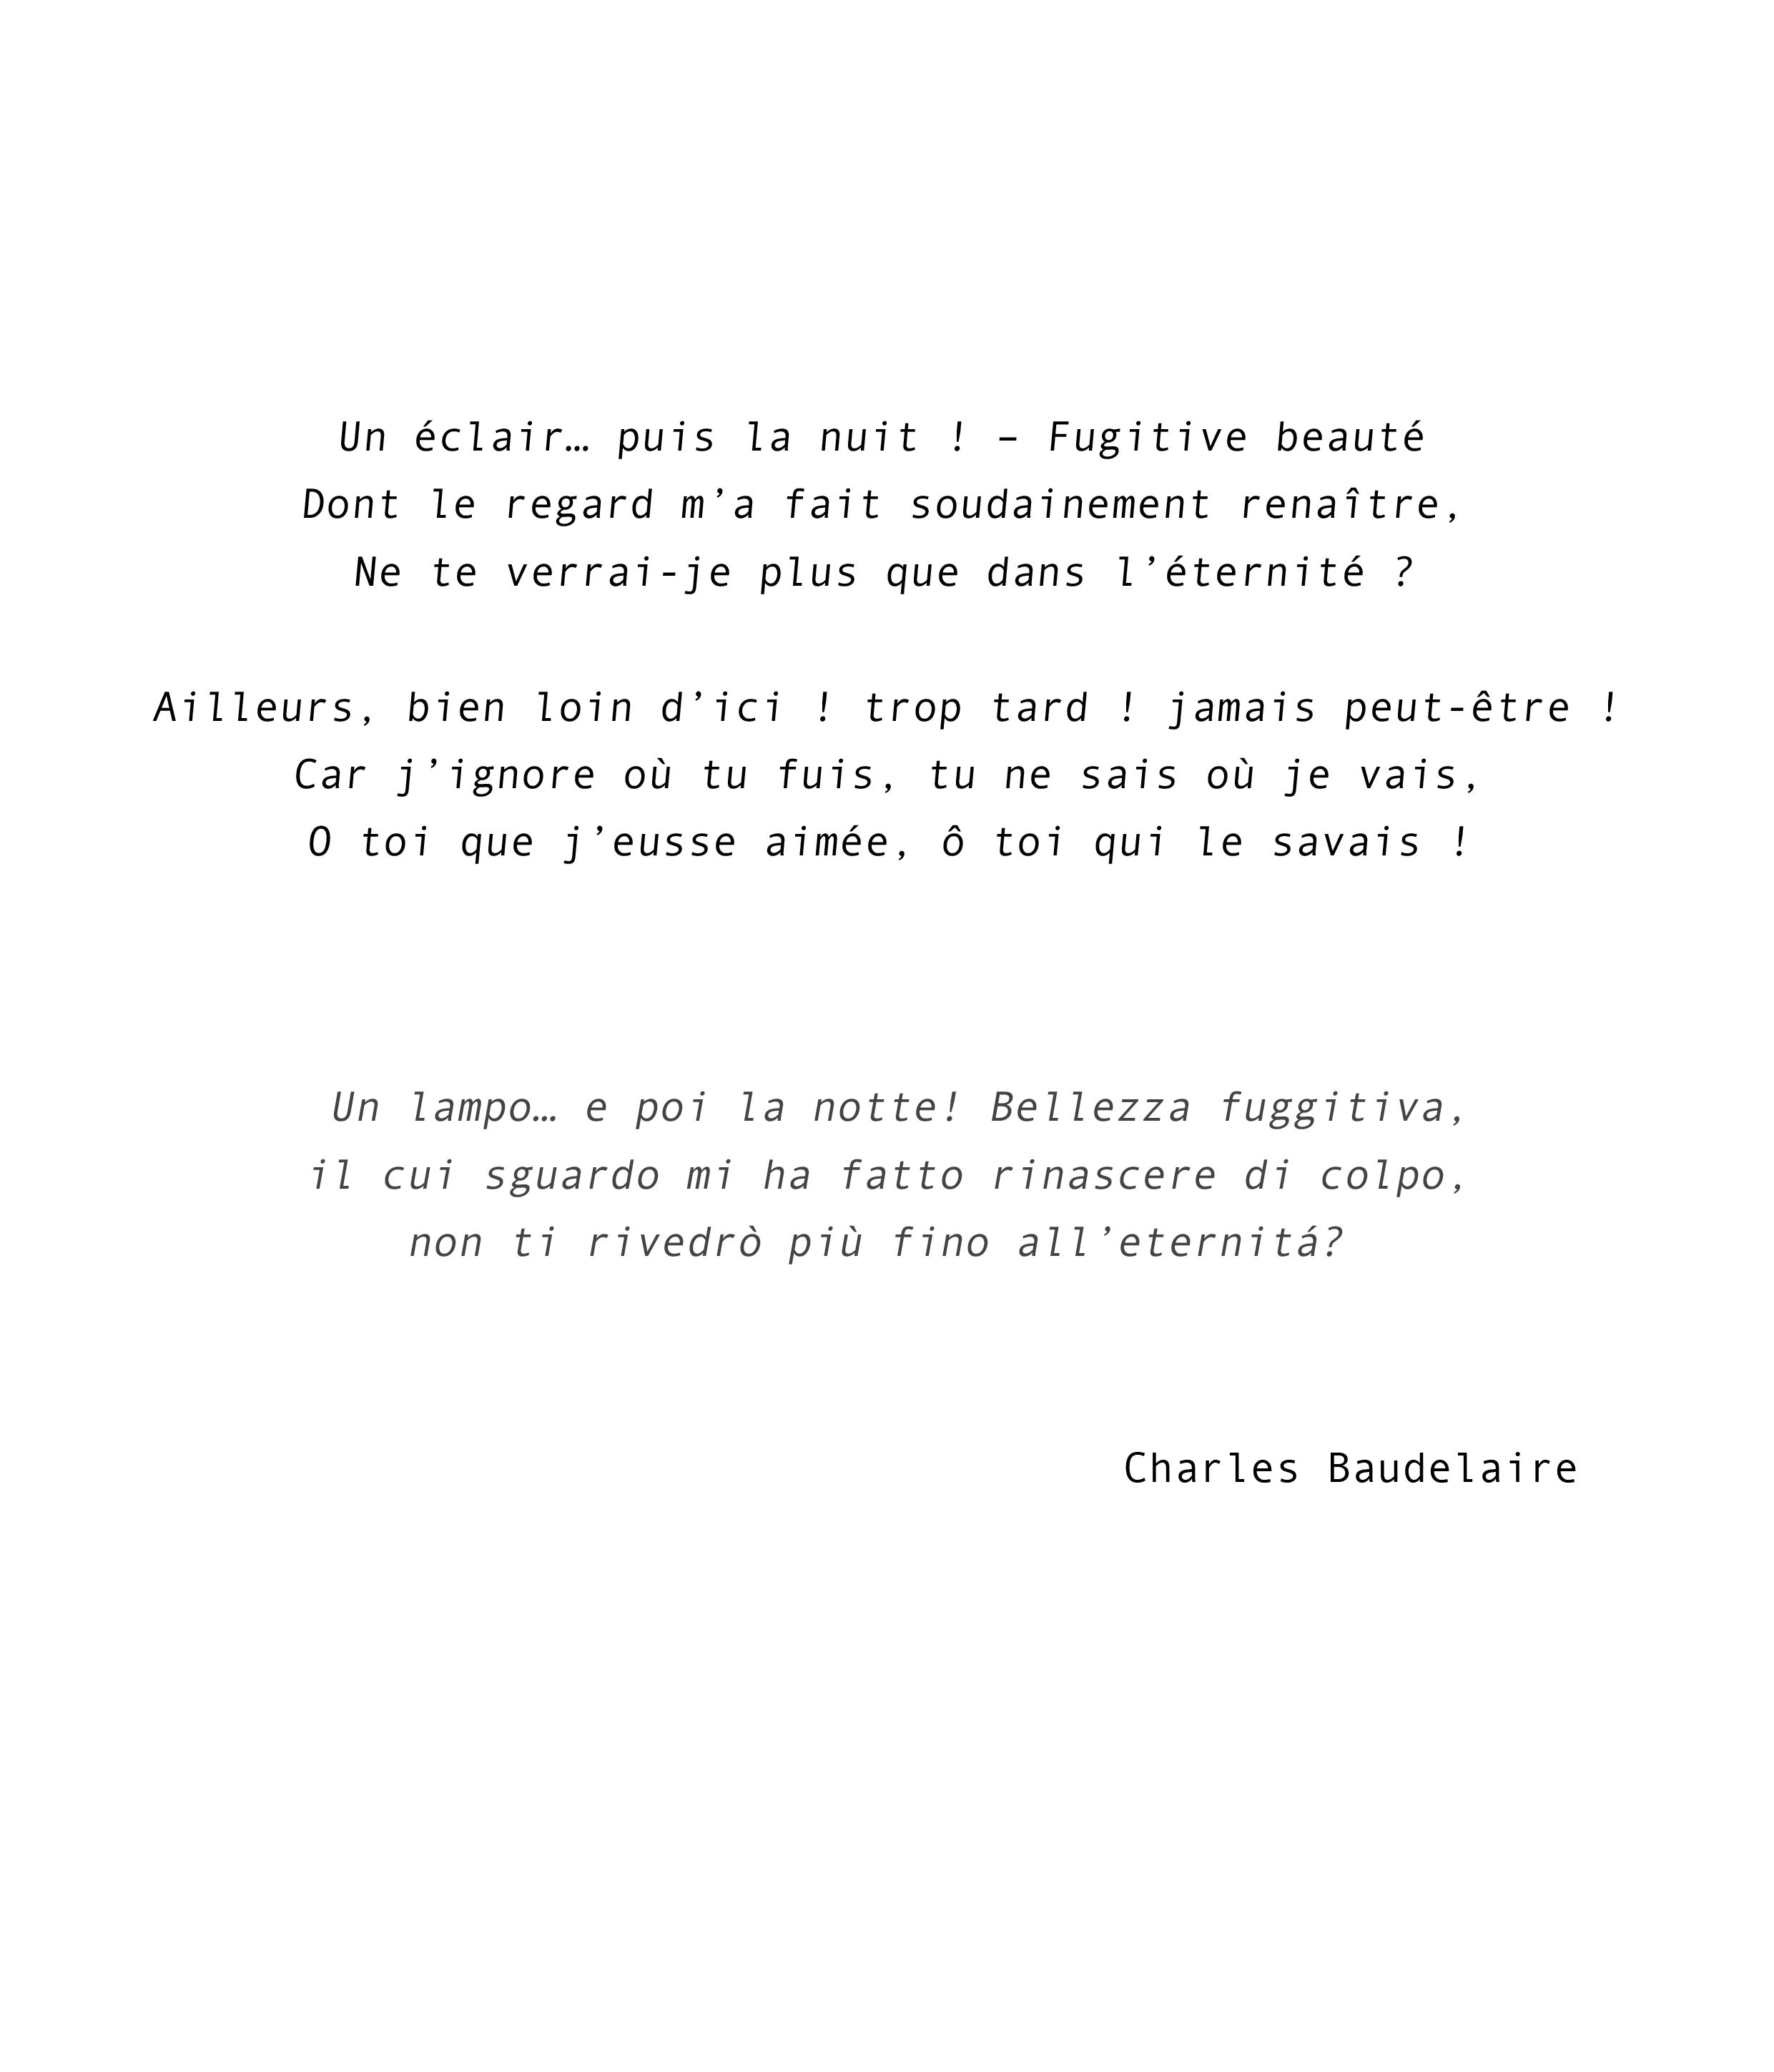 Un éclair… puis la nuit ! – Fugitive beauté
Dont le regard m’a fait soudainement renaître,
Ne te verrai-je plus que dans l’éternité ?
Ailleurs, bien loin d’ici ! trop tard ! jamais peut-être !
Car j’ignore où tu fuis, tu ne sais où je vais,
O toi que j’eusse aimée, ô toi qui le savais !
Un lampo… e poi la notte! Bellezza fuggitiva,
il cui sguardo mi ha fatto rinascere di colpo,
non ti rivedrò più fino all’eternitá?
Charles Baudelaire